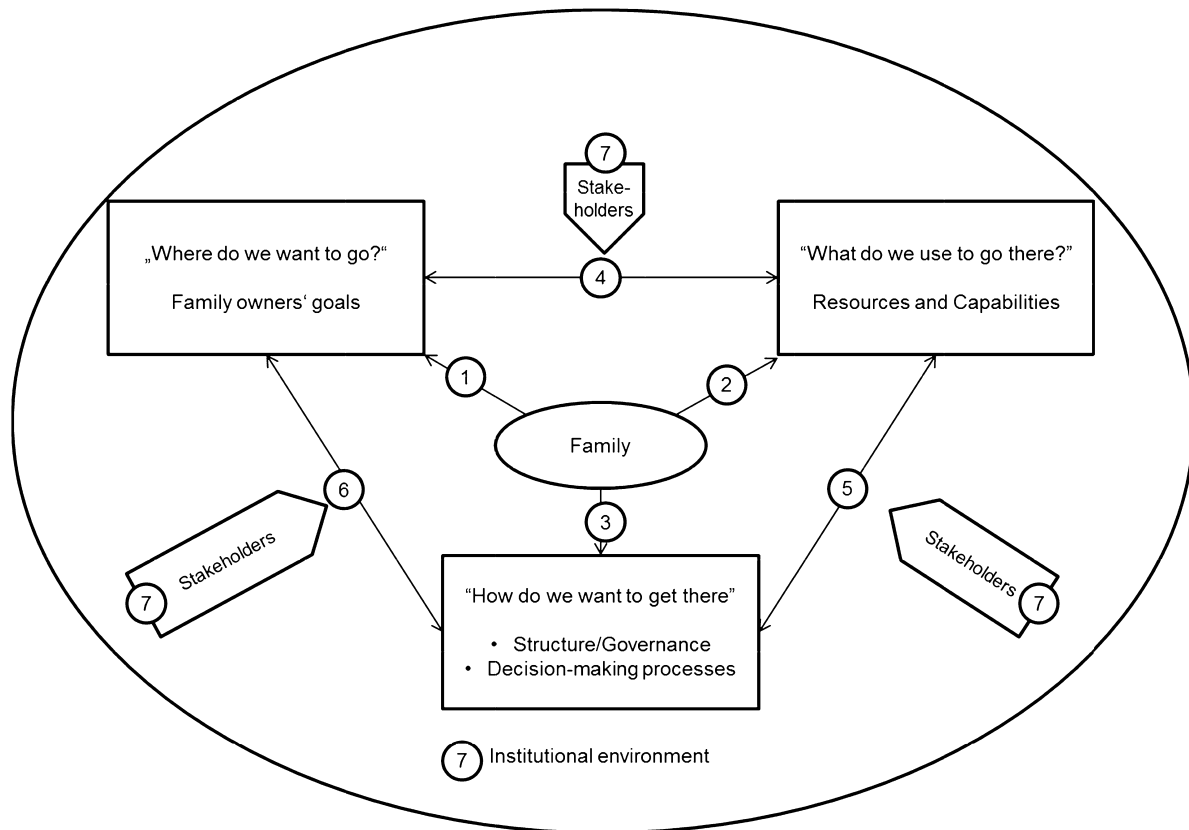 7
Stake-
holders
„Where do we want to go?“
Family owners‘ goals
4
“What do we use to go there?”
Resources and Capabilities
1
2
Family
3
6
5
Stakeholders
7
Stakeholders
7
“How do we want to get there”
• Structure/Governance
• Decision-making processes
7 Institutional environment